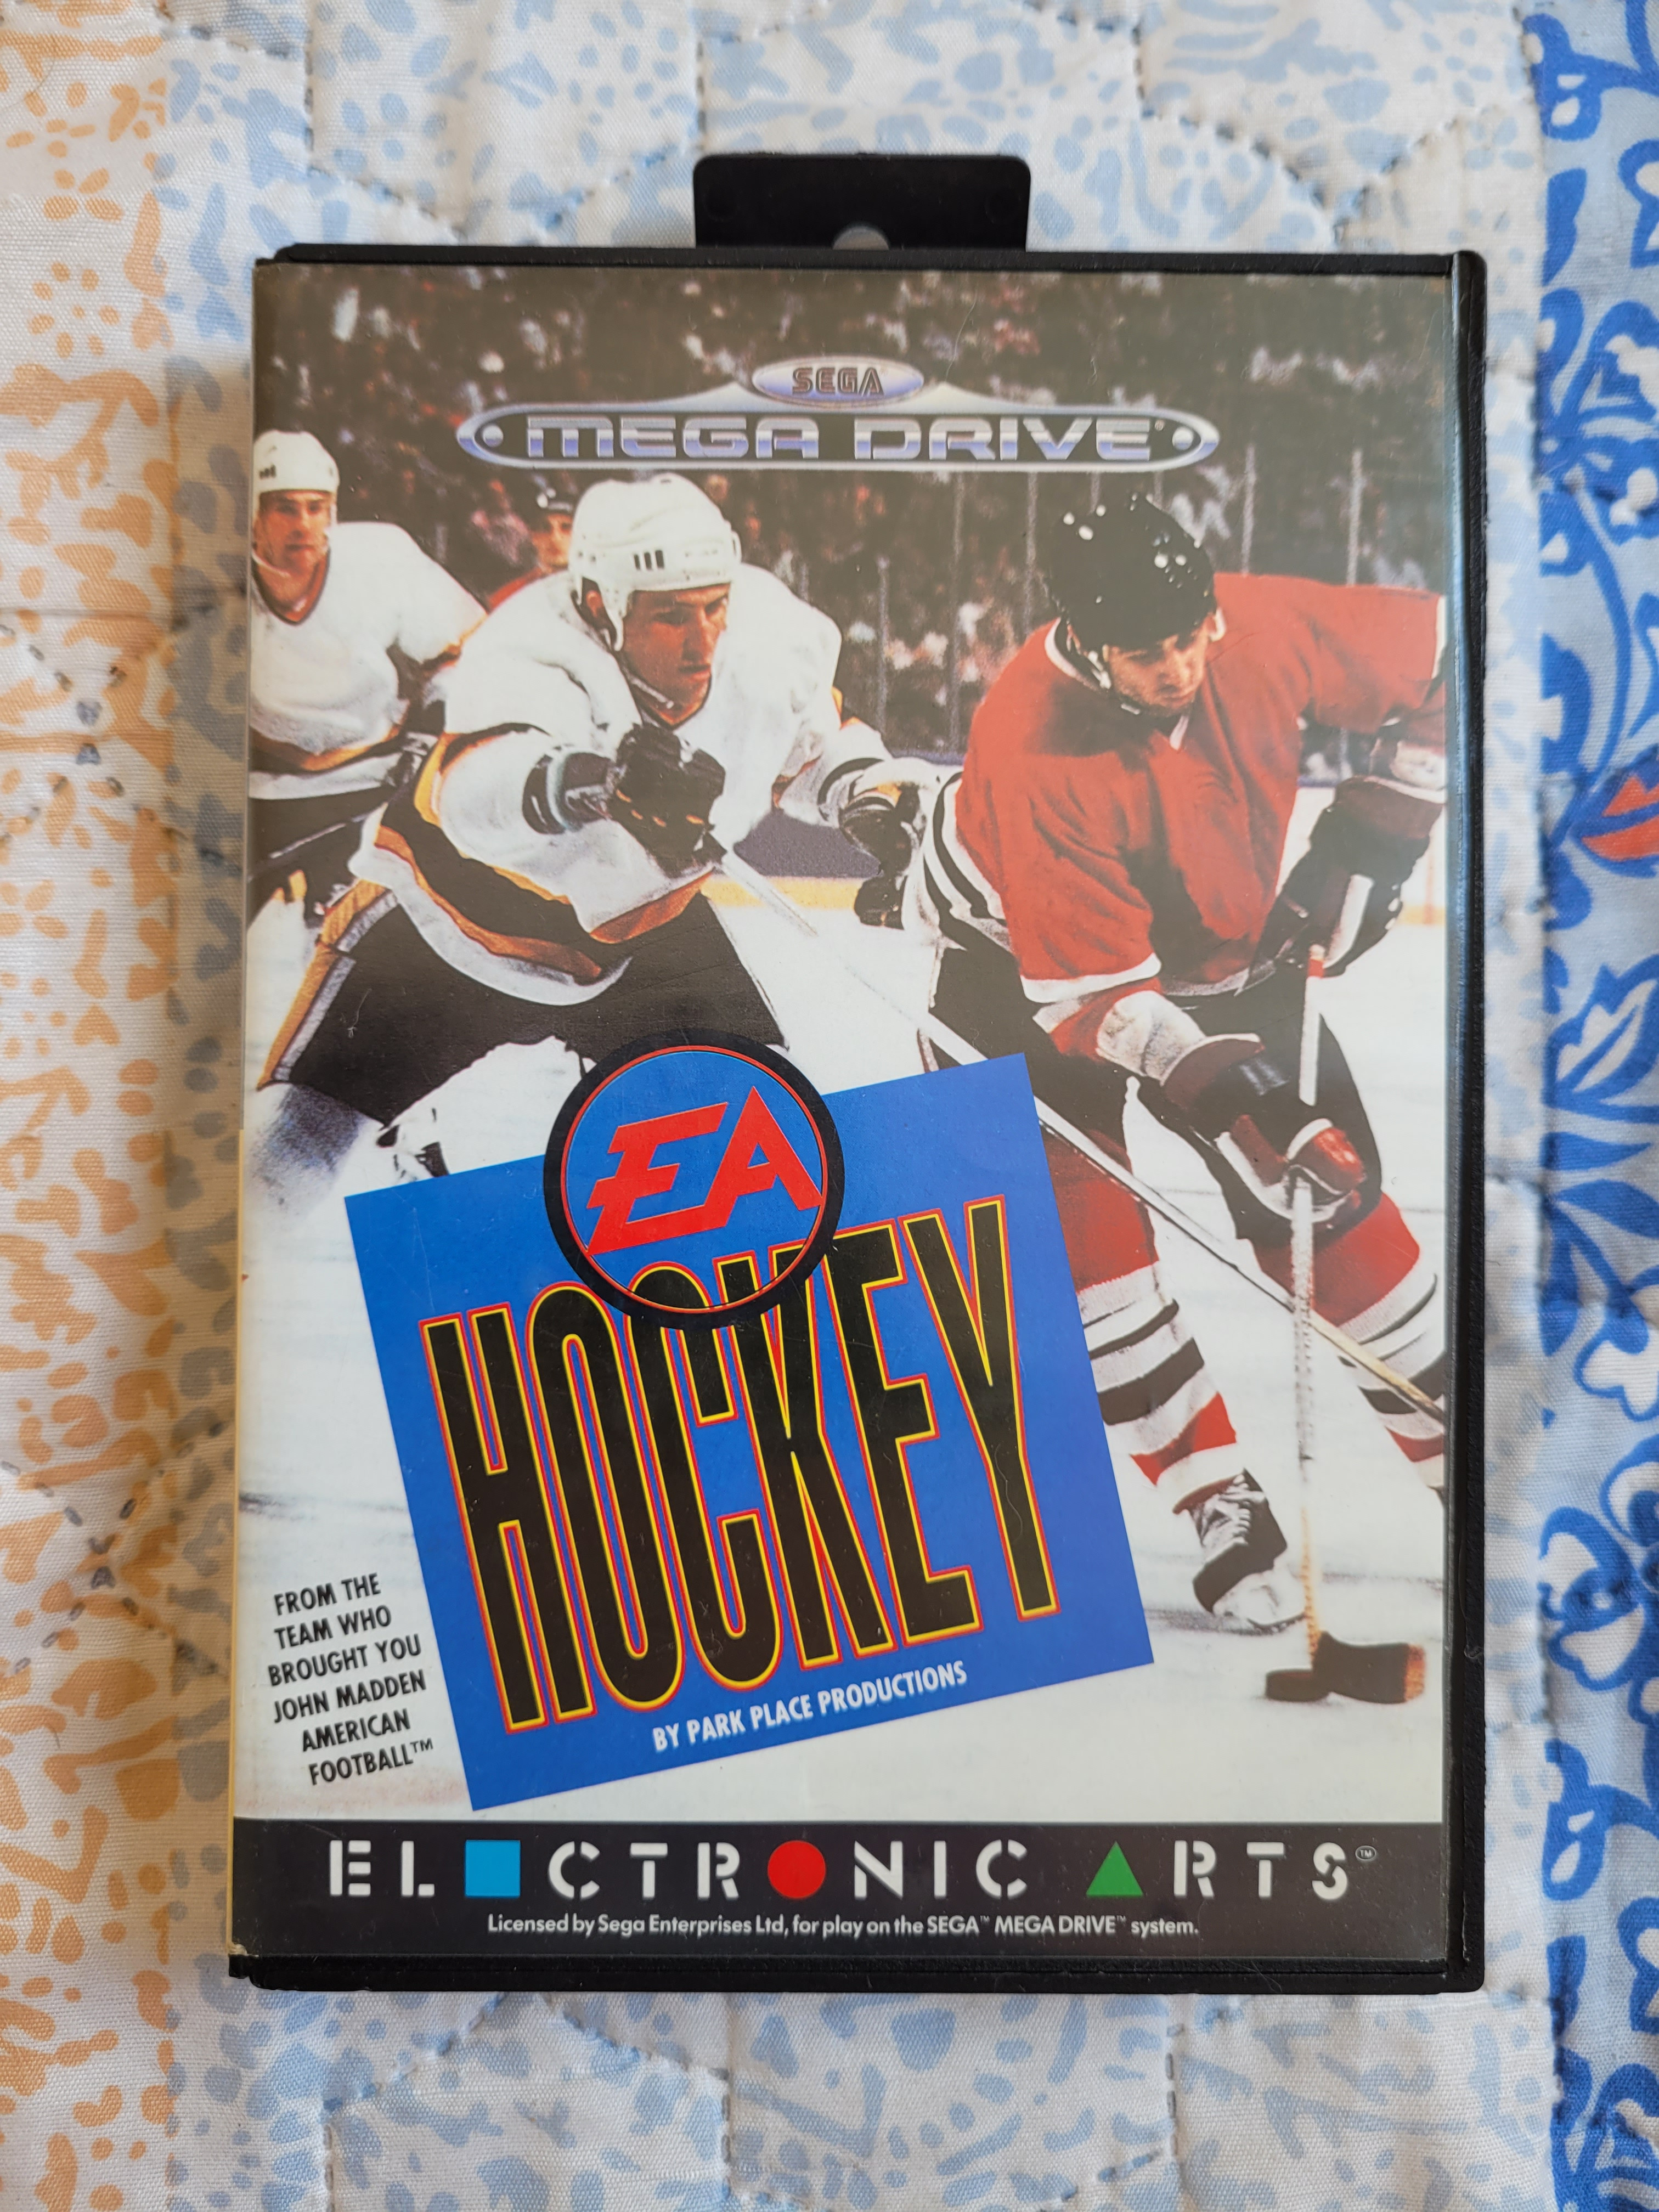 SEGA
MEGA DRIVE
EA
HOCKEY
BY PARK PLACE PRODUCTIONS
FROM THE
TEAM WHO
BROUGHT YOU
JOHN MADDEN
AMERICAN
FOOTBALL™
ELECTRONIC ARTS™
Licensed by Sega Enterprises Ltd, for play on the SEGA™ MEGA DRIVE™ system.